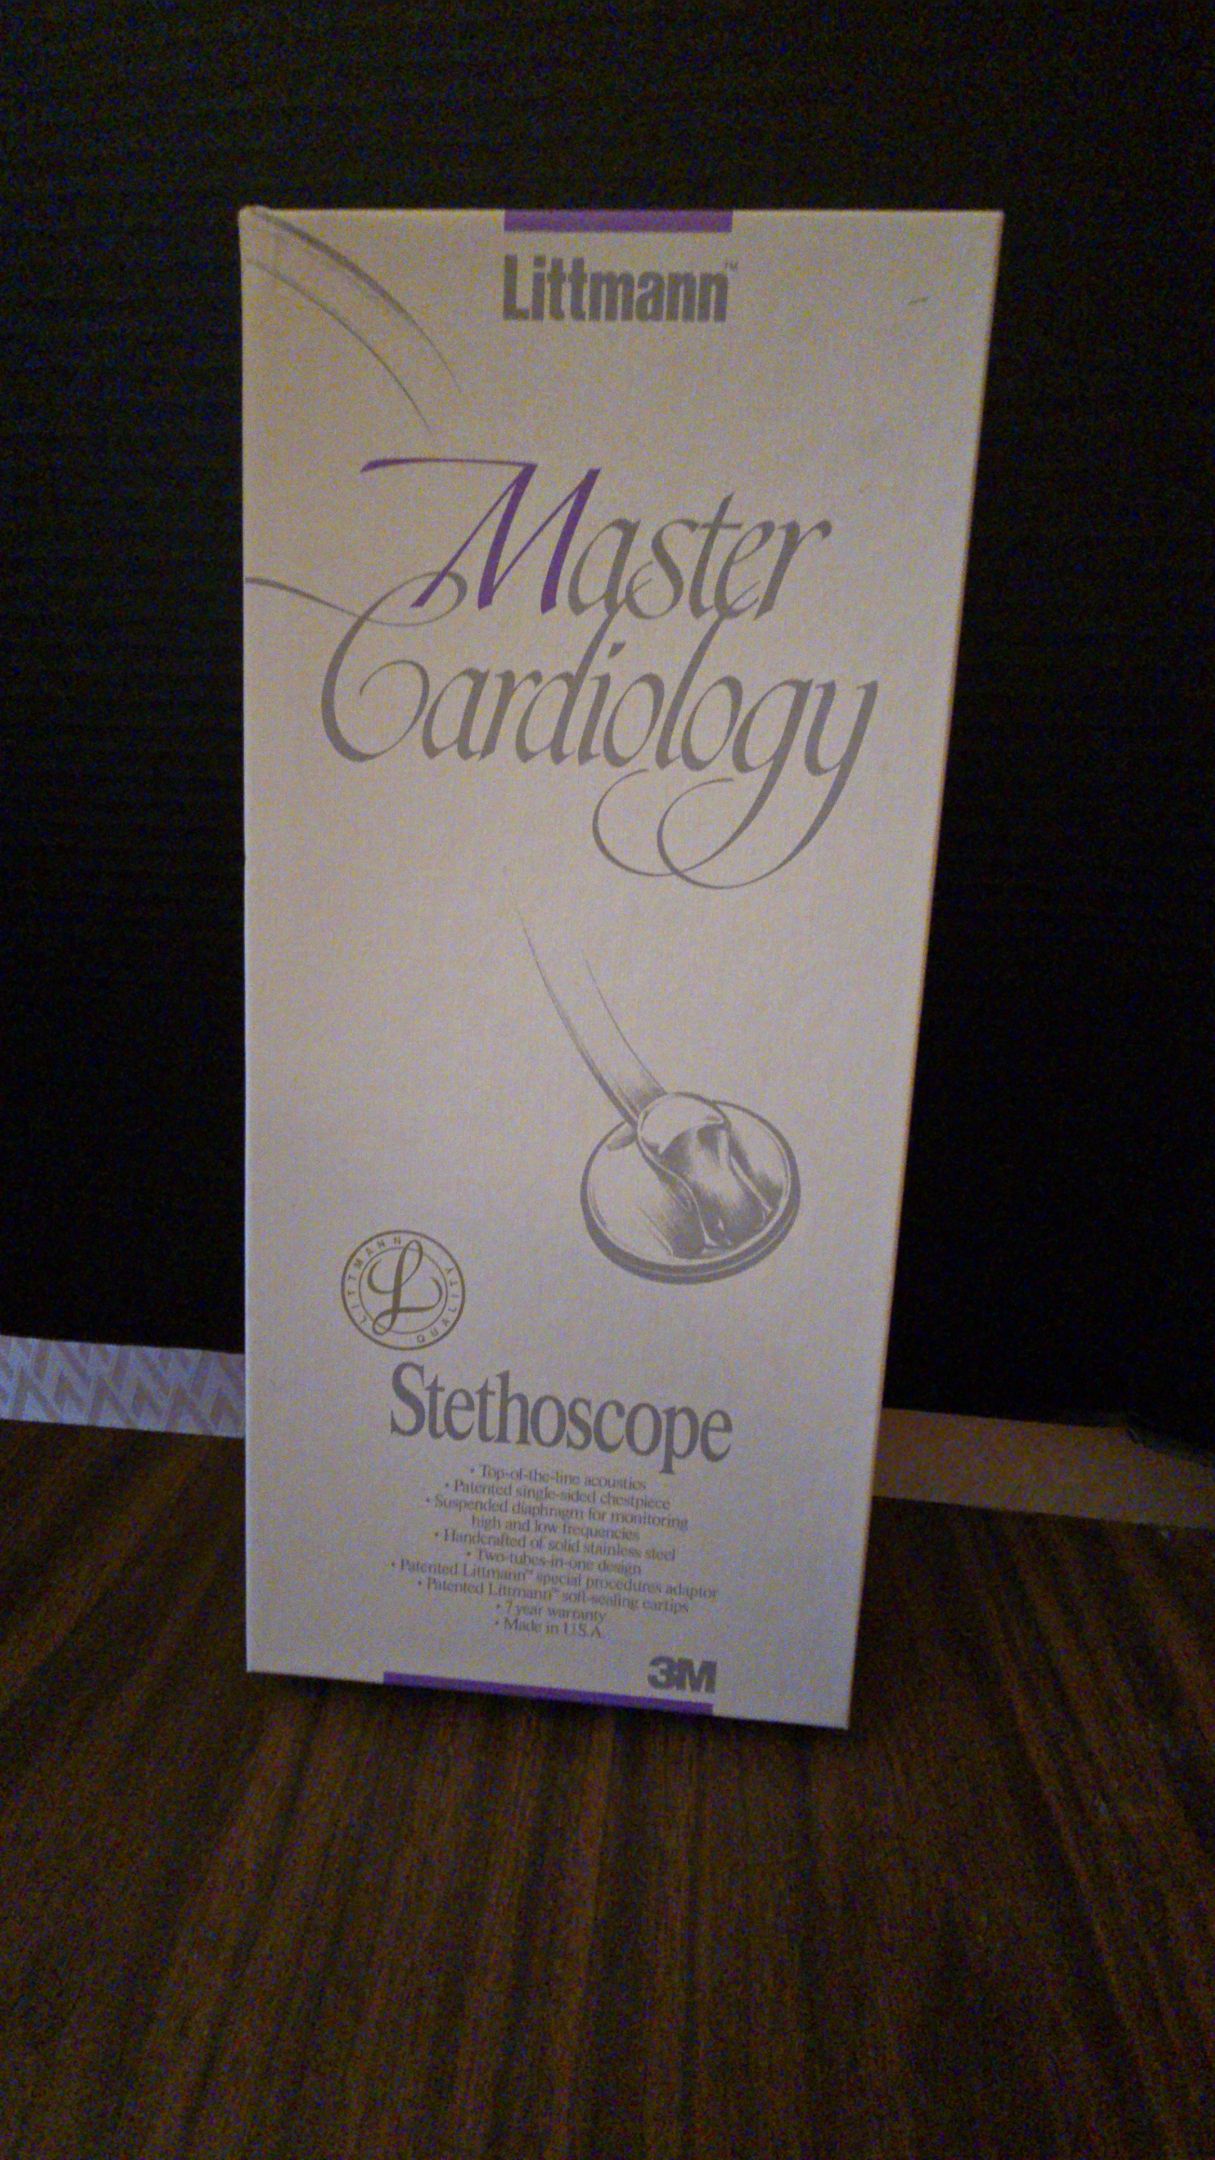 Littmann™
Master
Cardiology
LITTMANN QUALITY
L
Stethoscope
• Top-of-the-line acoustics
• Patented single-sided chestpiece
• Suspended diaphragm for monitoring
high and low frequencies
• Handcrafted of solid stainless steel
• Two-tubes-in-one design
• Patented Littmann™ special procedures adaptor
• Patented Littmann™ soft-sealing eartips
• 7 year warranty
• Made in U.S.A.
3M